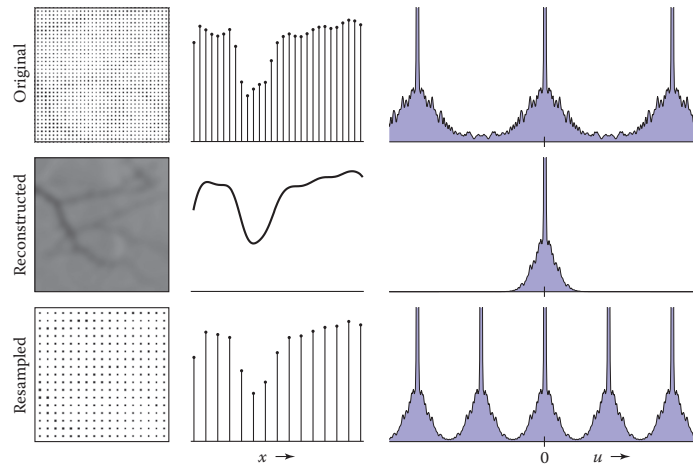 Original
Reconstructed
Resampled
x →
0
u →